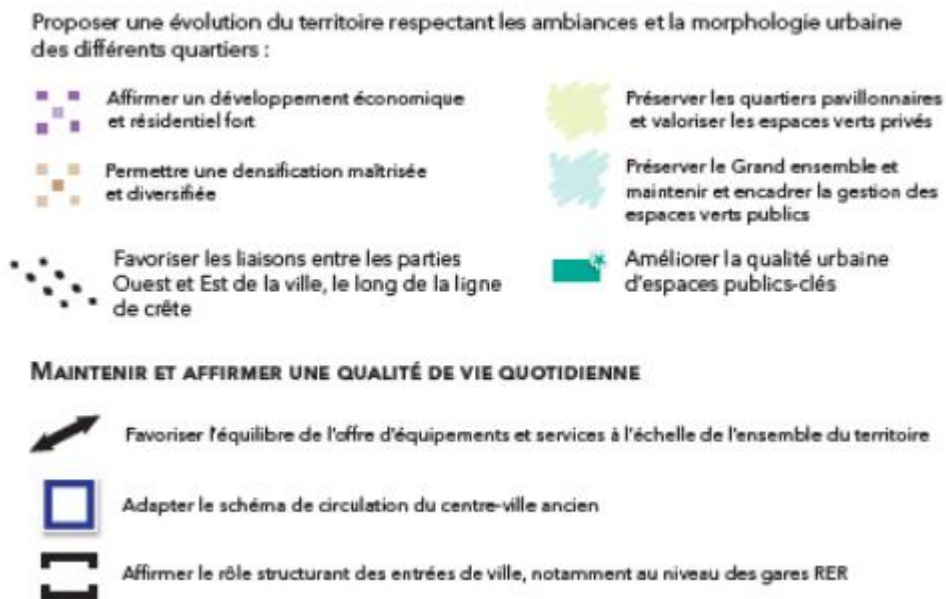 Proposer une évolution du territoire respectant les ambiances et la morphologie urbaine
des différents quartiers :
Affirmer un développement économique
et résidentiel fort
Permettre une densification maîtrisée
et diversifiée
Favoriser les liaisons entre les parties
Ouest et Est de la ville, le long de la ligne
de crête
Préserver les quartiers pavillonnaires
et valoriser les espaces verts privés
Préserver le Grand ensemble et
maintenir et encadrer la gestion des
espaces verts publics
Améliorer la qualité urbaine
d'espaces publics-clés
MAINTENIR ET AFFIRMER UNE QUALITÉ DE VIE QUOTIDIENNE
Favoriser l'équilibre de l'offre d'équipements et services à l'échelle de l'ensemble du territoire
Adapter le schéma de circulation du centre-ville ancien
Affirmer le rôle structurant des entrées de ville, notamment au niveau des gares RER